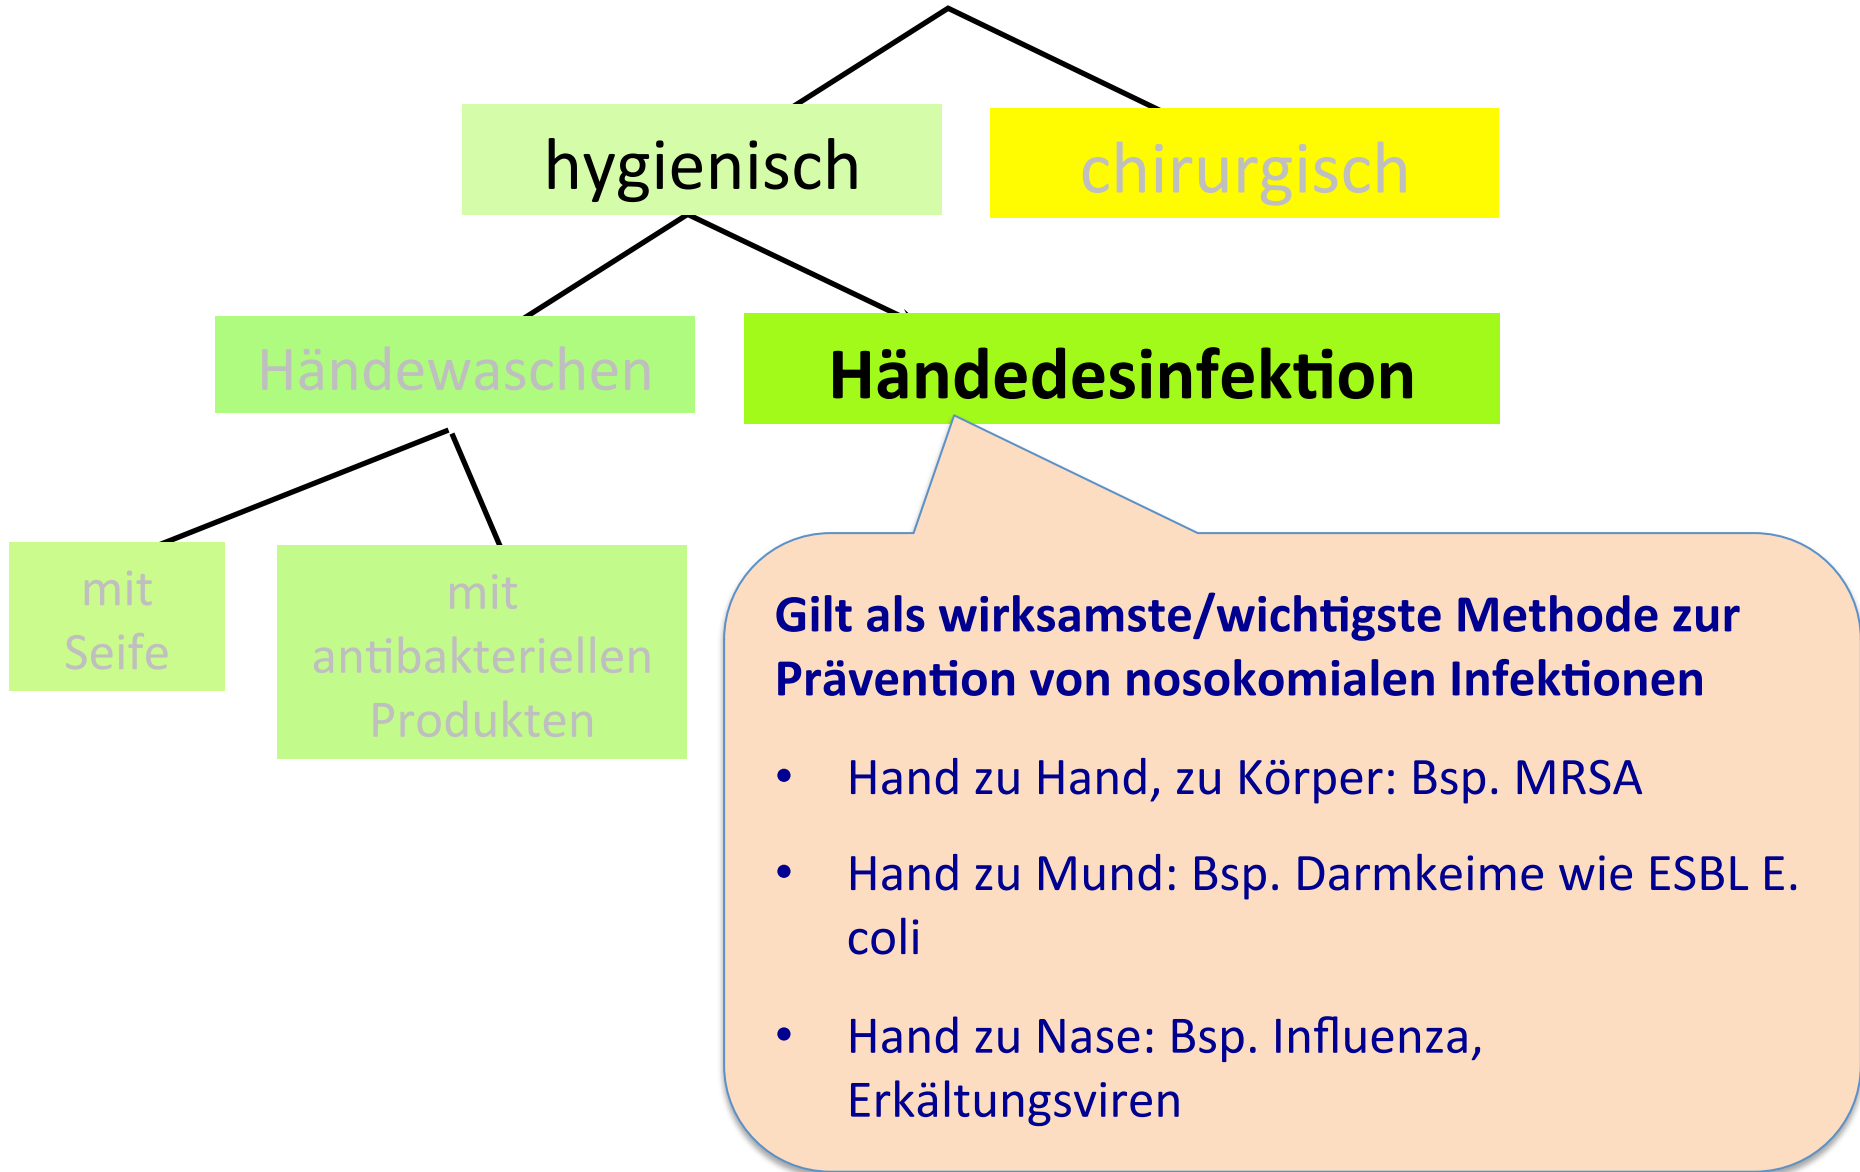 hygienisch
chirurgisch
Händewaschen
Händedesinfektion
mit
Seife
mit
antibakteriellen
Produkten
Gilt als wirksamste/wichtigste Methode zur
Prävention von nosokomialen Infektionen
• Hand zu Hand, zu Körper: Bsp. MRSA
• Hand zu Mund: Bsp. Darmkeime wie ESBL E.
coli
• Hand zu Nase: Bsp. Influenza,
Erkältungsviren